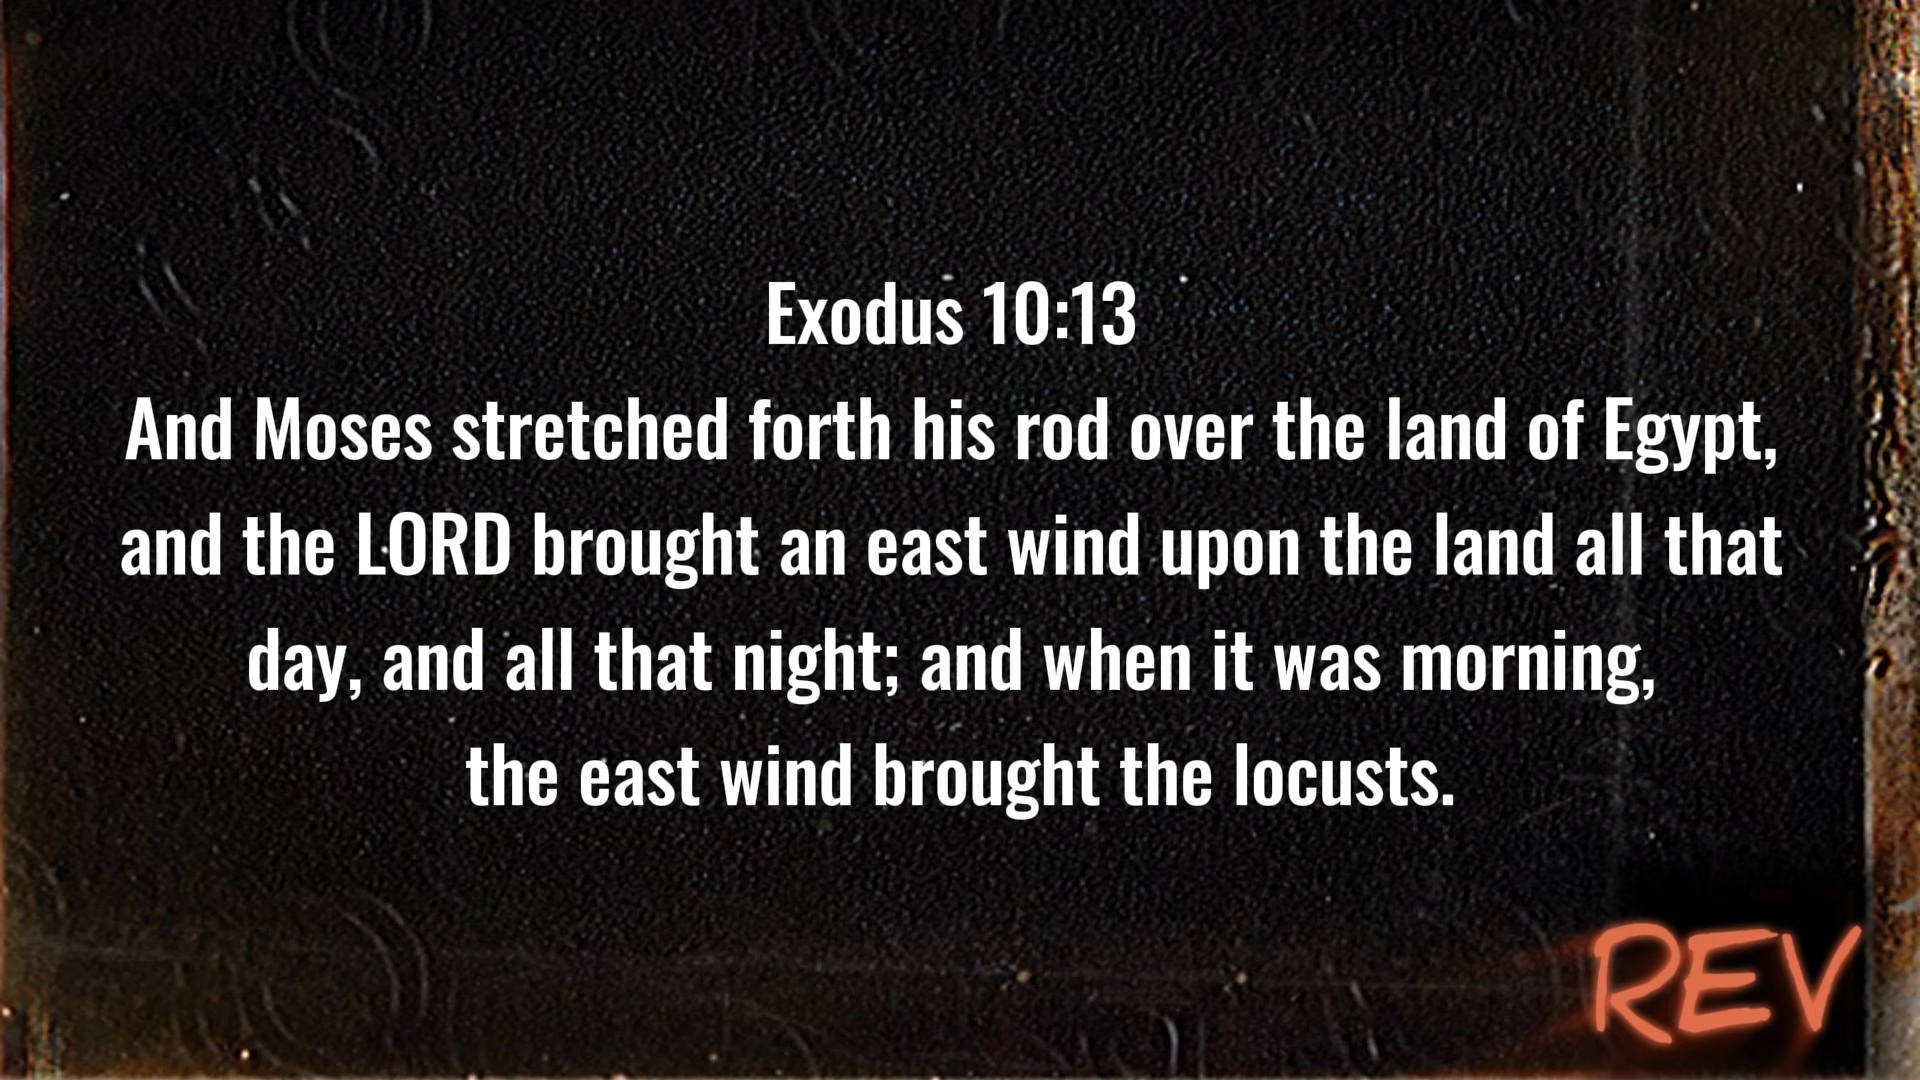 Exodus 10:13
And Moses stretched forth his rod over the land of Egypt,
and the LORD brought an east wind upon the land all that
day, and all that night; and when it was morning,
the east wind brought the locusts.
REV